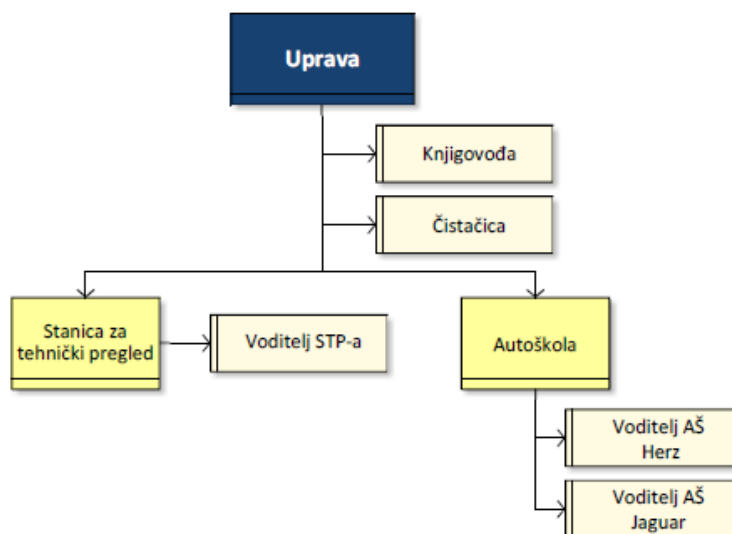 Uprava
Knjigovođa
Čistačica
Stanica za
tehnički pregled
Voditelj STP-a
Autoškola
Voditelj AŠ
Herz
Voditelj AŠ
Jaguar